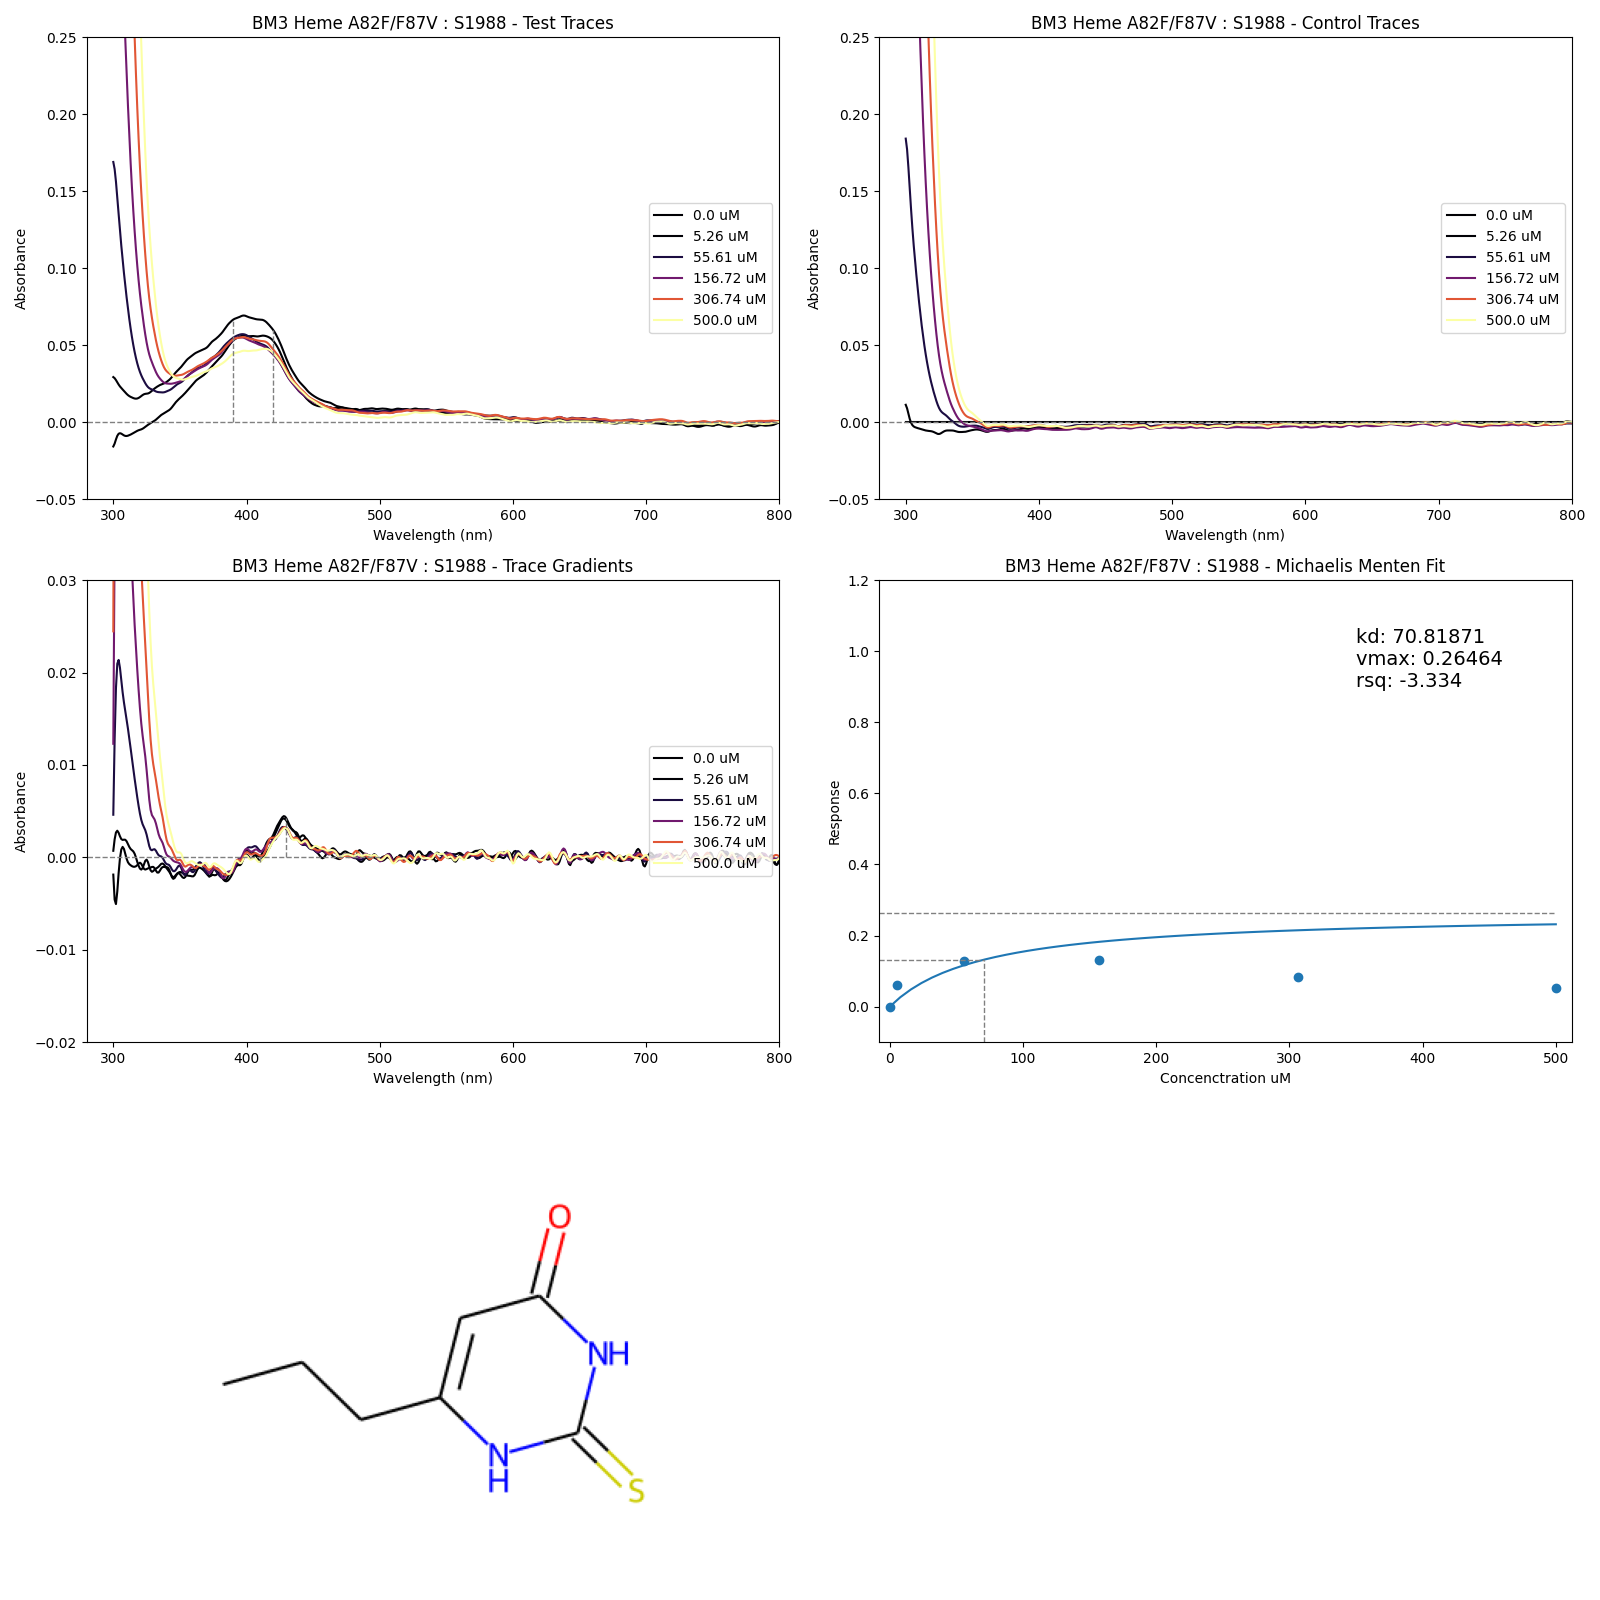 BM3 Heme A82F/F87V : S1988 - Test Traces
0.25
0.20
0.15
0.10
0.05
0.00
−0.05
Absorbance
300 400 500 600 700 800
Wavelength (nm)
0.0 uM
5.26 uM
55.61 uM
156.72 uM
306.74 uM
500.0 uM
BM3 Heme A82F/F87V : S1988 - Control Traces
0.25
0.20
0.15
0.10
0.05
0.00
−0.05
Absorbance
300 400 500 600 700 800
Wavelength (nm)
0.0 uM
5.26 uM
55.61 uM
156.72 uM
306.74 uM
500.0 uM
BM3 Heme A82F/F87V : S1988 - Trace Gradients
0.03
0.02
0.01
0.00
−0.01
−0.02
Absorbance
300 400 500 600 700 800
Wavelength (nm)
0.0 uM
5.26 uM
55.61 uM
156.72 uM
306.74 uM
500.0 uM
BM3 Heme A82F/F87V : S1988 - Michaelis Menten Fit
1.2
1.0
0.8
0.6
0.4
0.2
0.0
Response
0 100 200 300 400 500
Concenctration uM
kd: 70.81871
vmax: 0.26464
rsq: -3.334
O
NH
N
H
S